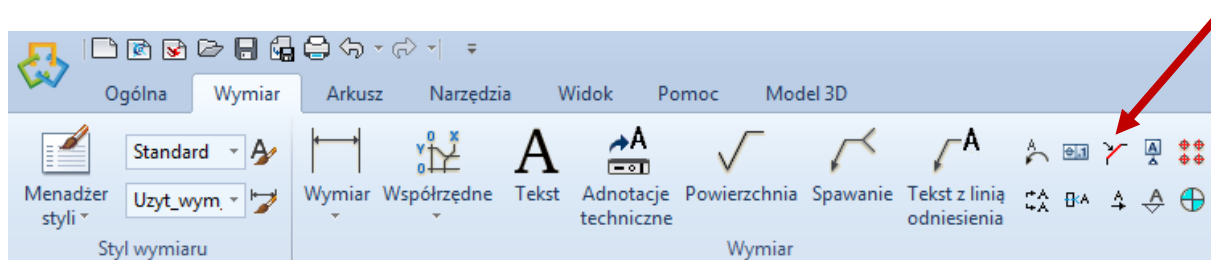 Ogólna Wymiar Arkusz Narzędzia Widok Pomoc Model 3D
Standard
Menadżer styli
Uzyt_wym.
Wymiar Współrzędne Tekst Adnotacje techniczne Powierzchnia Spawanie Tekst z linią odniesienia
Styl wymiaru Wymiar